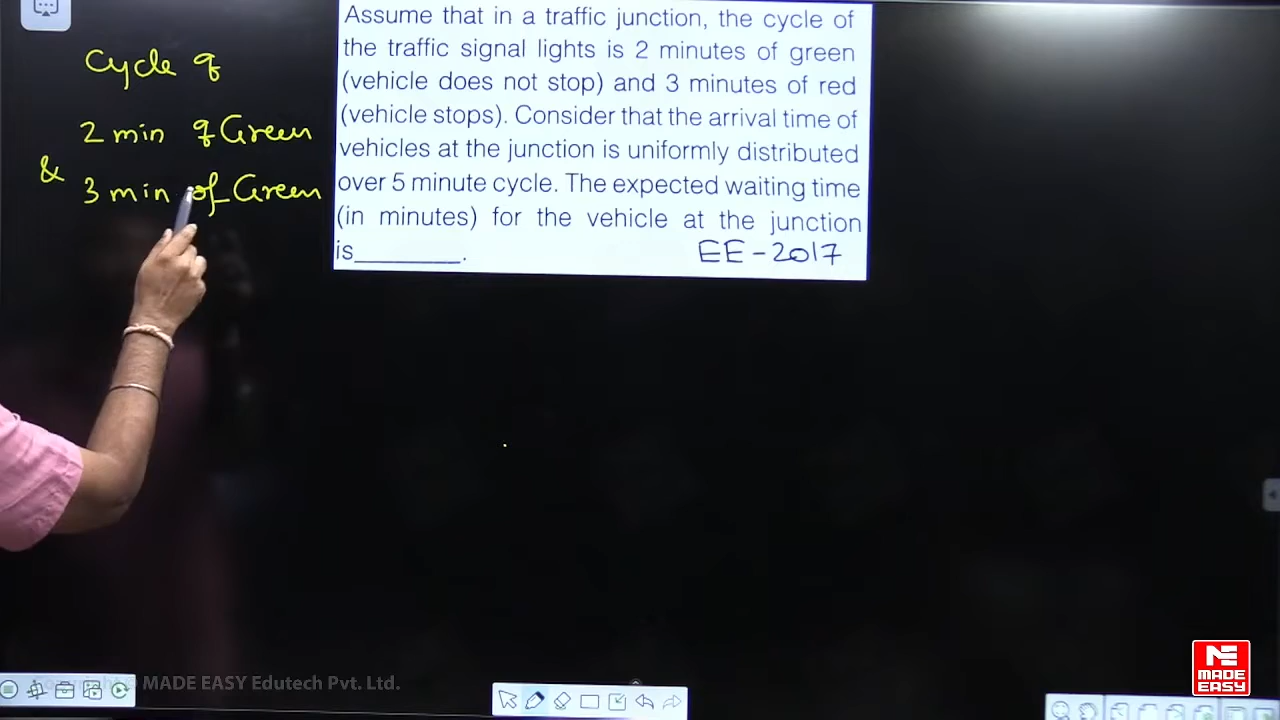 Cycle of
2 min of Green
&
3 min of Green
Assume that in a traffic junction, the cycle of
the traffic signal lights is 2 minutes of green
(vehicle does not stop) and 3 minutes of red
(vehicle stops). Consider that the arrival time of
vehicles at the junction is uniformly distributed
over 5 minute cycle. The expected waiting time
(in minutes) for the vehicle at the junction
is________.
EE-2017
MADE EASY Edutech Pvt. Ltd.
ME
MADE
EASY